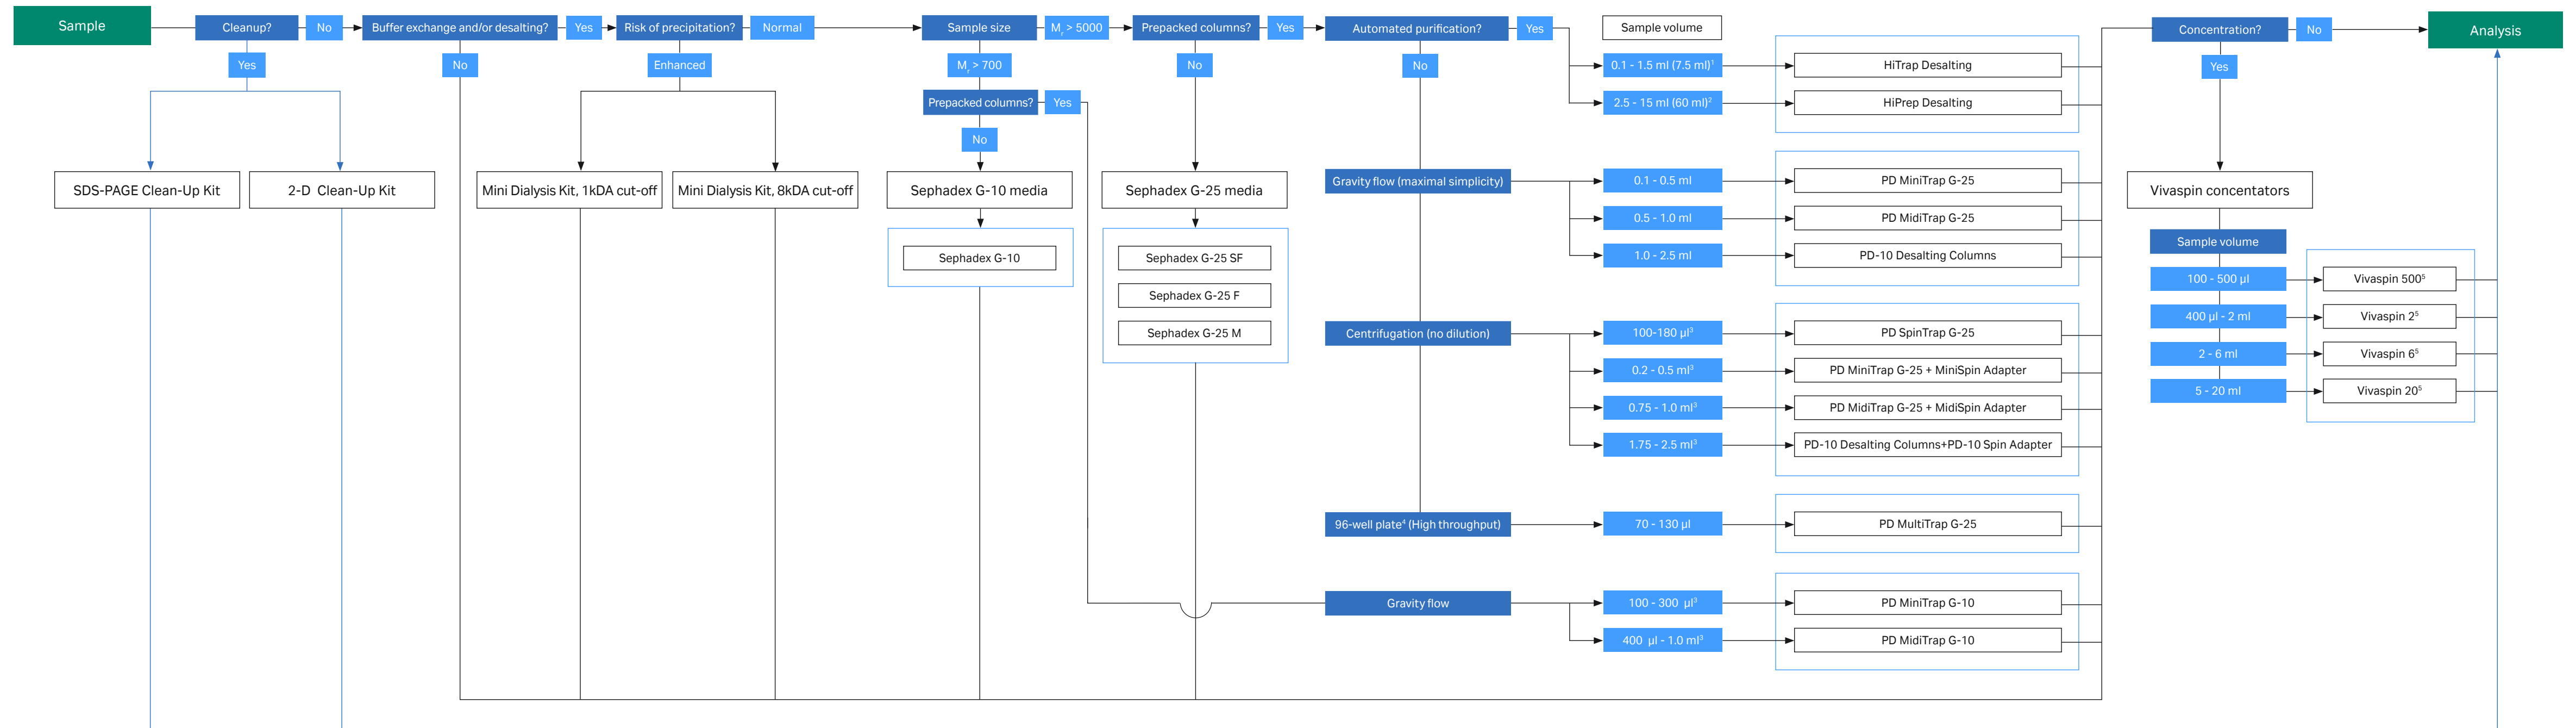 Sample
Cleanup?
No
Buffer exchange and/or desalting?
Yes
Risk of precipitation?
Normal
Sample size
Mr > 5000
Prepacked columns?
Yes
Automated purification?
Yes
Sample volume
Concentration?
No
Analysis
Yes
No
Enhanced
Mr > 700
No
No
0.1 - 1.5 ml (7.5 ml)¹
HiTrap Desalting
Yes
Prepacked columns?
Yes
2.5 - 15 ml (60 ml)²
HiPrep Desalting
No
SDS-PAGE Clean-Up Kit
2-D Clean-Up Kit
Mini Dialysis Kit, 1kDA cut-off
Mini Dialysis Kit, 8kDA cut-off
Sephadex G-10 media
Sephadex G-25 media
Gravity flow (maximal simplicity)
0.1 - 0.5 ml
PD MiniTrap G-25
Vivaspin concentators
0.5 - 1.0 ml
PD MidiTrap G-25
Sample volume
Sephadex G-10
Sephadex G-25 SF
1.0 - 2.5 ml
PD-10 Desalting Columns
100 - 500 µl
Vivaspin 500⁵
Sephadex G-25 F
400 µl - 2 ml
Vivaspin 2⁵
Sephadex G-25 M
Centrifugation (no dilution)
100-180 µl³
PD SpinTrap G-25
2 - 6 ml
Vivaspin 6⁵
0.2 - 0.5 ml³
PD MiniTrap G-25 + MiniSpin Adapter
5 - 20 ml
Vivaspin 20⁵
0.75 - 1.0 ml³
PD MidiTrap G-25 + MidiSpin Adapter
1.75 - 2.5 ml³
PD-10 Desalting Columns+PD-10 Spin Adapter
96-well plate⁴ (High throughput)
70 - 130 µl
PD MultiTrap G-25
Gravity flow
100 - 300 µl³
PD MiniTrap G-10
400 µl - 1.0 ml³
PD MidiTrap G-10